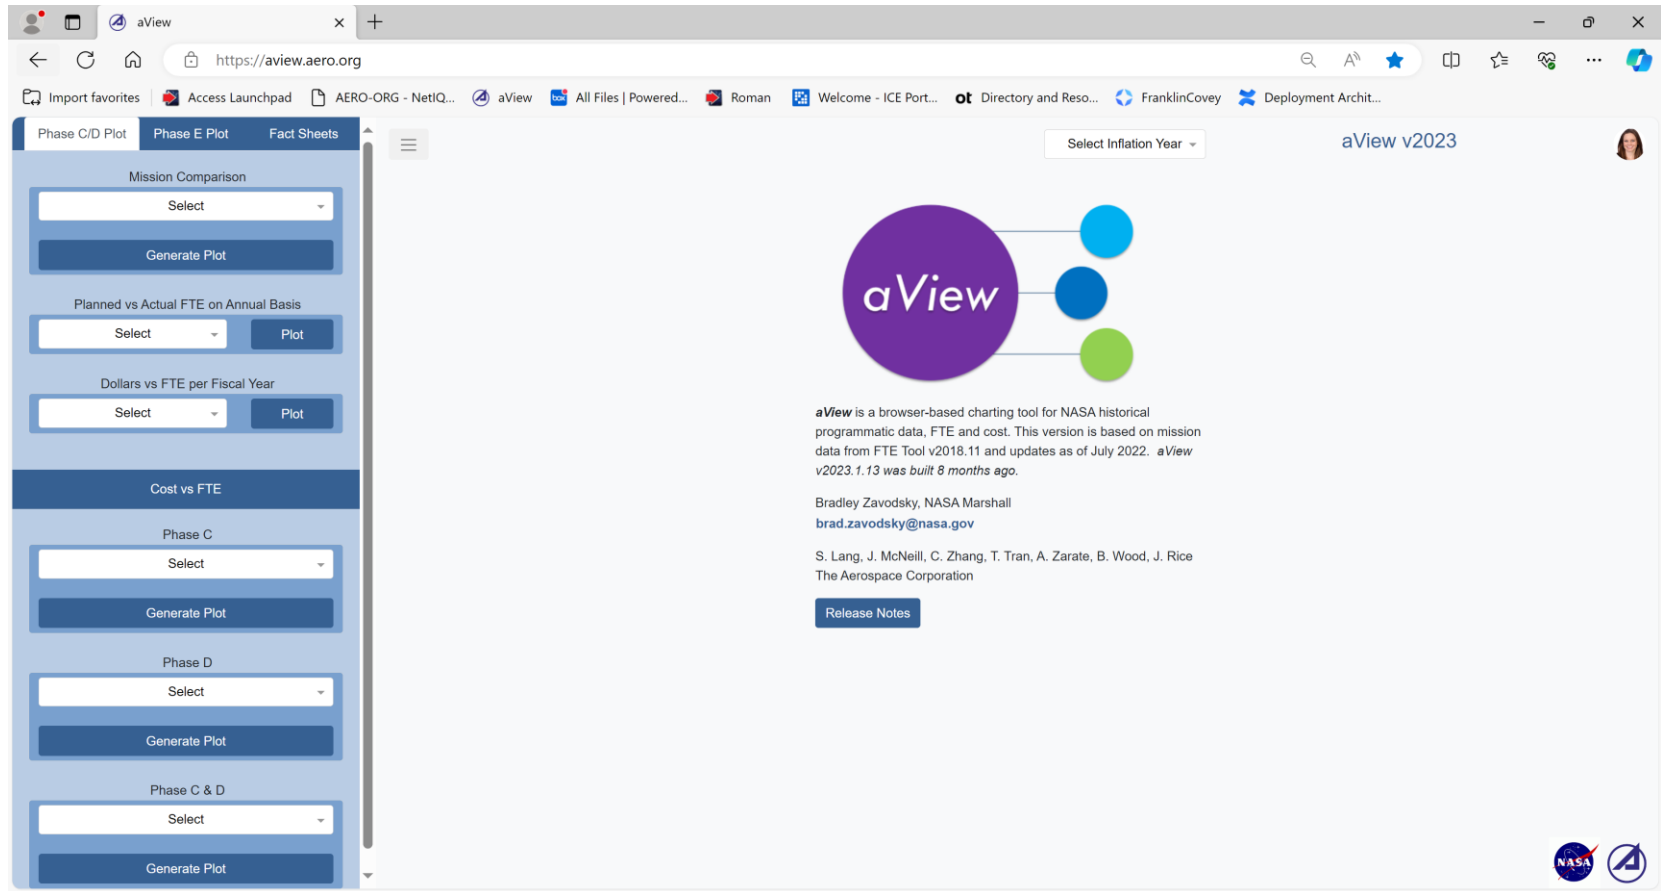 aView
https://aview.aero.org
Import favorites
Access Launchpad
AERO-ORG - NetIQ...
aView
All Files | Powered...
Roman
Welcome - ICE Port...
ot Directory and Reso...
FranklinCovey
Deployment Archit...
Phase C/D Plot
Phase E Plot
Fact Sheets
Select Inflation Year
aView v2023
Mission Comparison
Select
Generate Plot
Planned vs Actual FTE on Annual Basis
Select
Plot
Dollars vs FTE per Fiscal Year
Select
Plot
Cost vs FTE
Phase C
Select
Generate Plot
Phase D
Select
Generate Plot
Phase C & D
Select
Generate Plot
aView
aView is a browser-based charting tool for NASA historical
programmatic data, FTE and cost. This version is based on mission
data from FTE Tool v2018.11 and updates as of July 2022. aView
v2023.1.13 was built 8 months ago.
Bradley Zavodsky, NASA Marshall
brad.zavodsky@nasa.gov
S. Lang, J. McNeill, C. Zhang, T. Tran, A. Zarate, B. Wood, J. Rice
The Aerospace Corporation
Release Notes
NASA